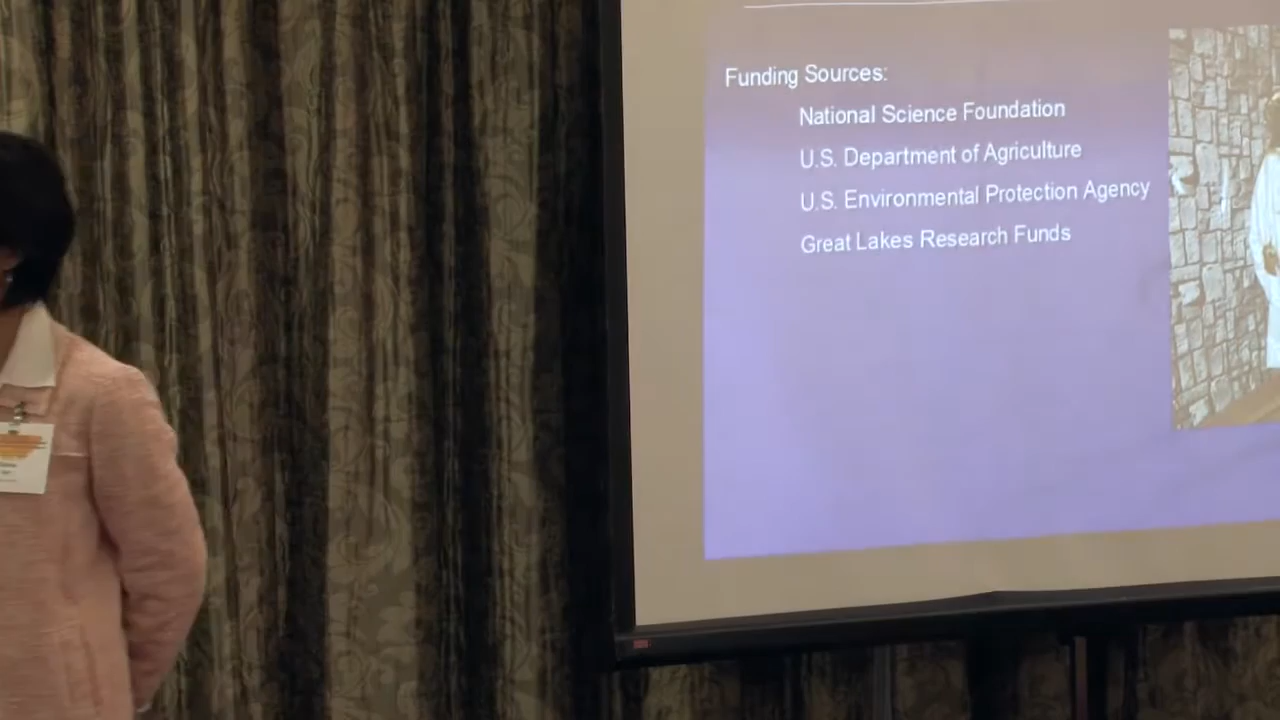 Funding Sources:
National Science Foundation
U.S. Department of Agriculture
U.S. Environmental Protection Agency
Great Lakes Research Funds